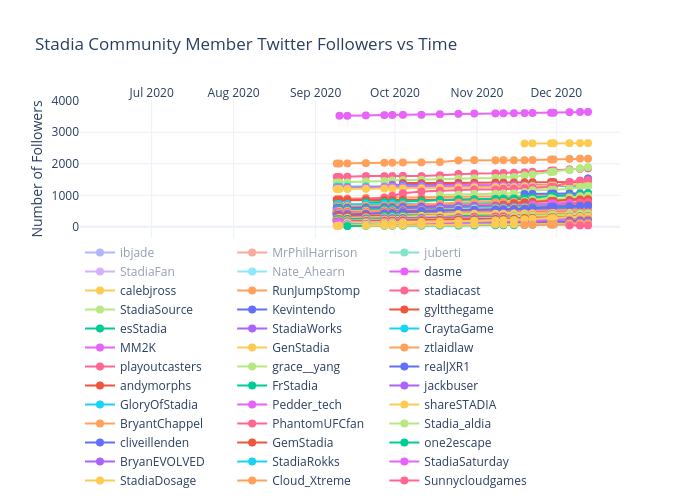 Stadia Community Member Twitter Followers vs Time
Jul 2020 Aug 2020 Sep 2020 Oct 2020 Nov 2020 Dec 2020
Number of Followers
4000
3000
2000
1000
0
ibjade MrPhilHarrison juberti
StadiaFan Nate_Ahearn dasme
calebjross RunJumpStomp stadiacast
StadiaSource Kevintendo gyltthegame
esStadia StadiaWorks CraytaGame
MM2K GenStadia ztlaidlaw
playoutcasters grace__yang realJXR1
andymorphs FrStadia jackbuser
GloryOfStadia Pedder_tech shareSTADIA
BryantChappel PhantomUFCfan Stadia_aldia
cliveillenden GemStadia one2escape
BryanEVOLVED StadiaRokks StadiaSaturday
StadiaDosage Cloud_Xtreme Sunnycloudgames